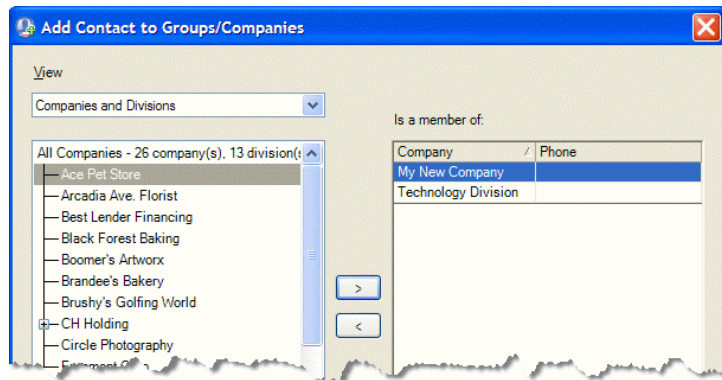 Add Contact to Groups/Companies
View
Companies and Divisions
Is a member of:
All Companies - 26 company(s), 13 division(s
Company / Phone
Ace Pet Store
My New Company
Arcadia Ave. Florist
Technology Division
Best Lender Financing
Black Forest Baking
Boomer's Artworx
Brandee's Bakery
>
Brushy's Golfing World
CH Holding
<
Circle Photography